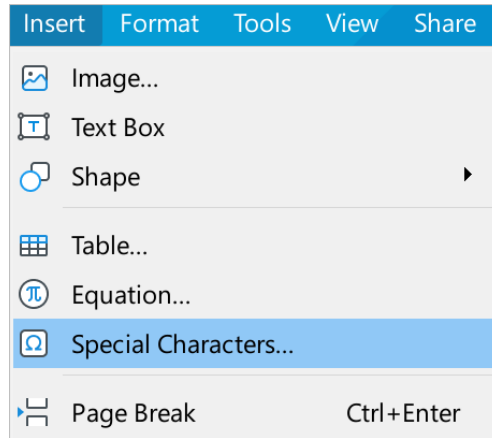 Insert Format Tools View Share
Image...
Text Box
Shape
Table...
Equation...
Special Characters...
Page Break Ctrl+Enter